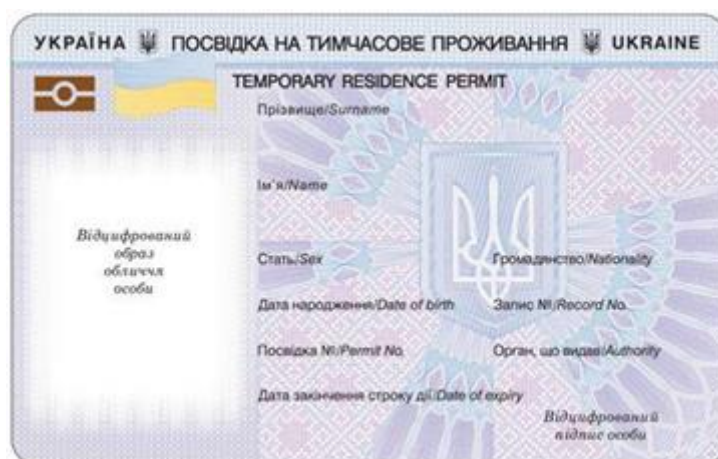 УКРАЇНА ПОСВІДКА НА ТИМЧАСОВЕ ПРОЖИВАННЯ UKRAINE
TEMPORARY RESIDENCE PERMIT
Прізвище/Surname
Ім'я/Name
Відцифрований
образ
обличчя
особи
Стать/Sex Громадянство/Nationality
Дата народження/Date of birth Запис №/Record No.
Посвідка №/Permit No. Орган, що видав/Authority
Дата закінчення строку дії/Date of expiry
Відцифрований
підпис особи